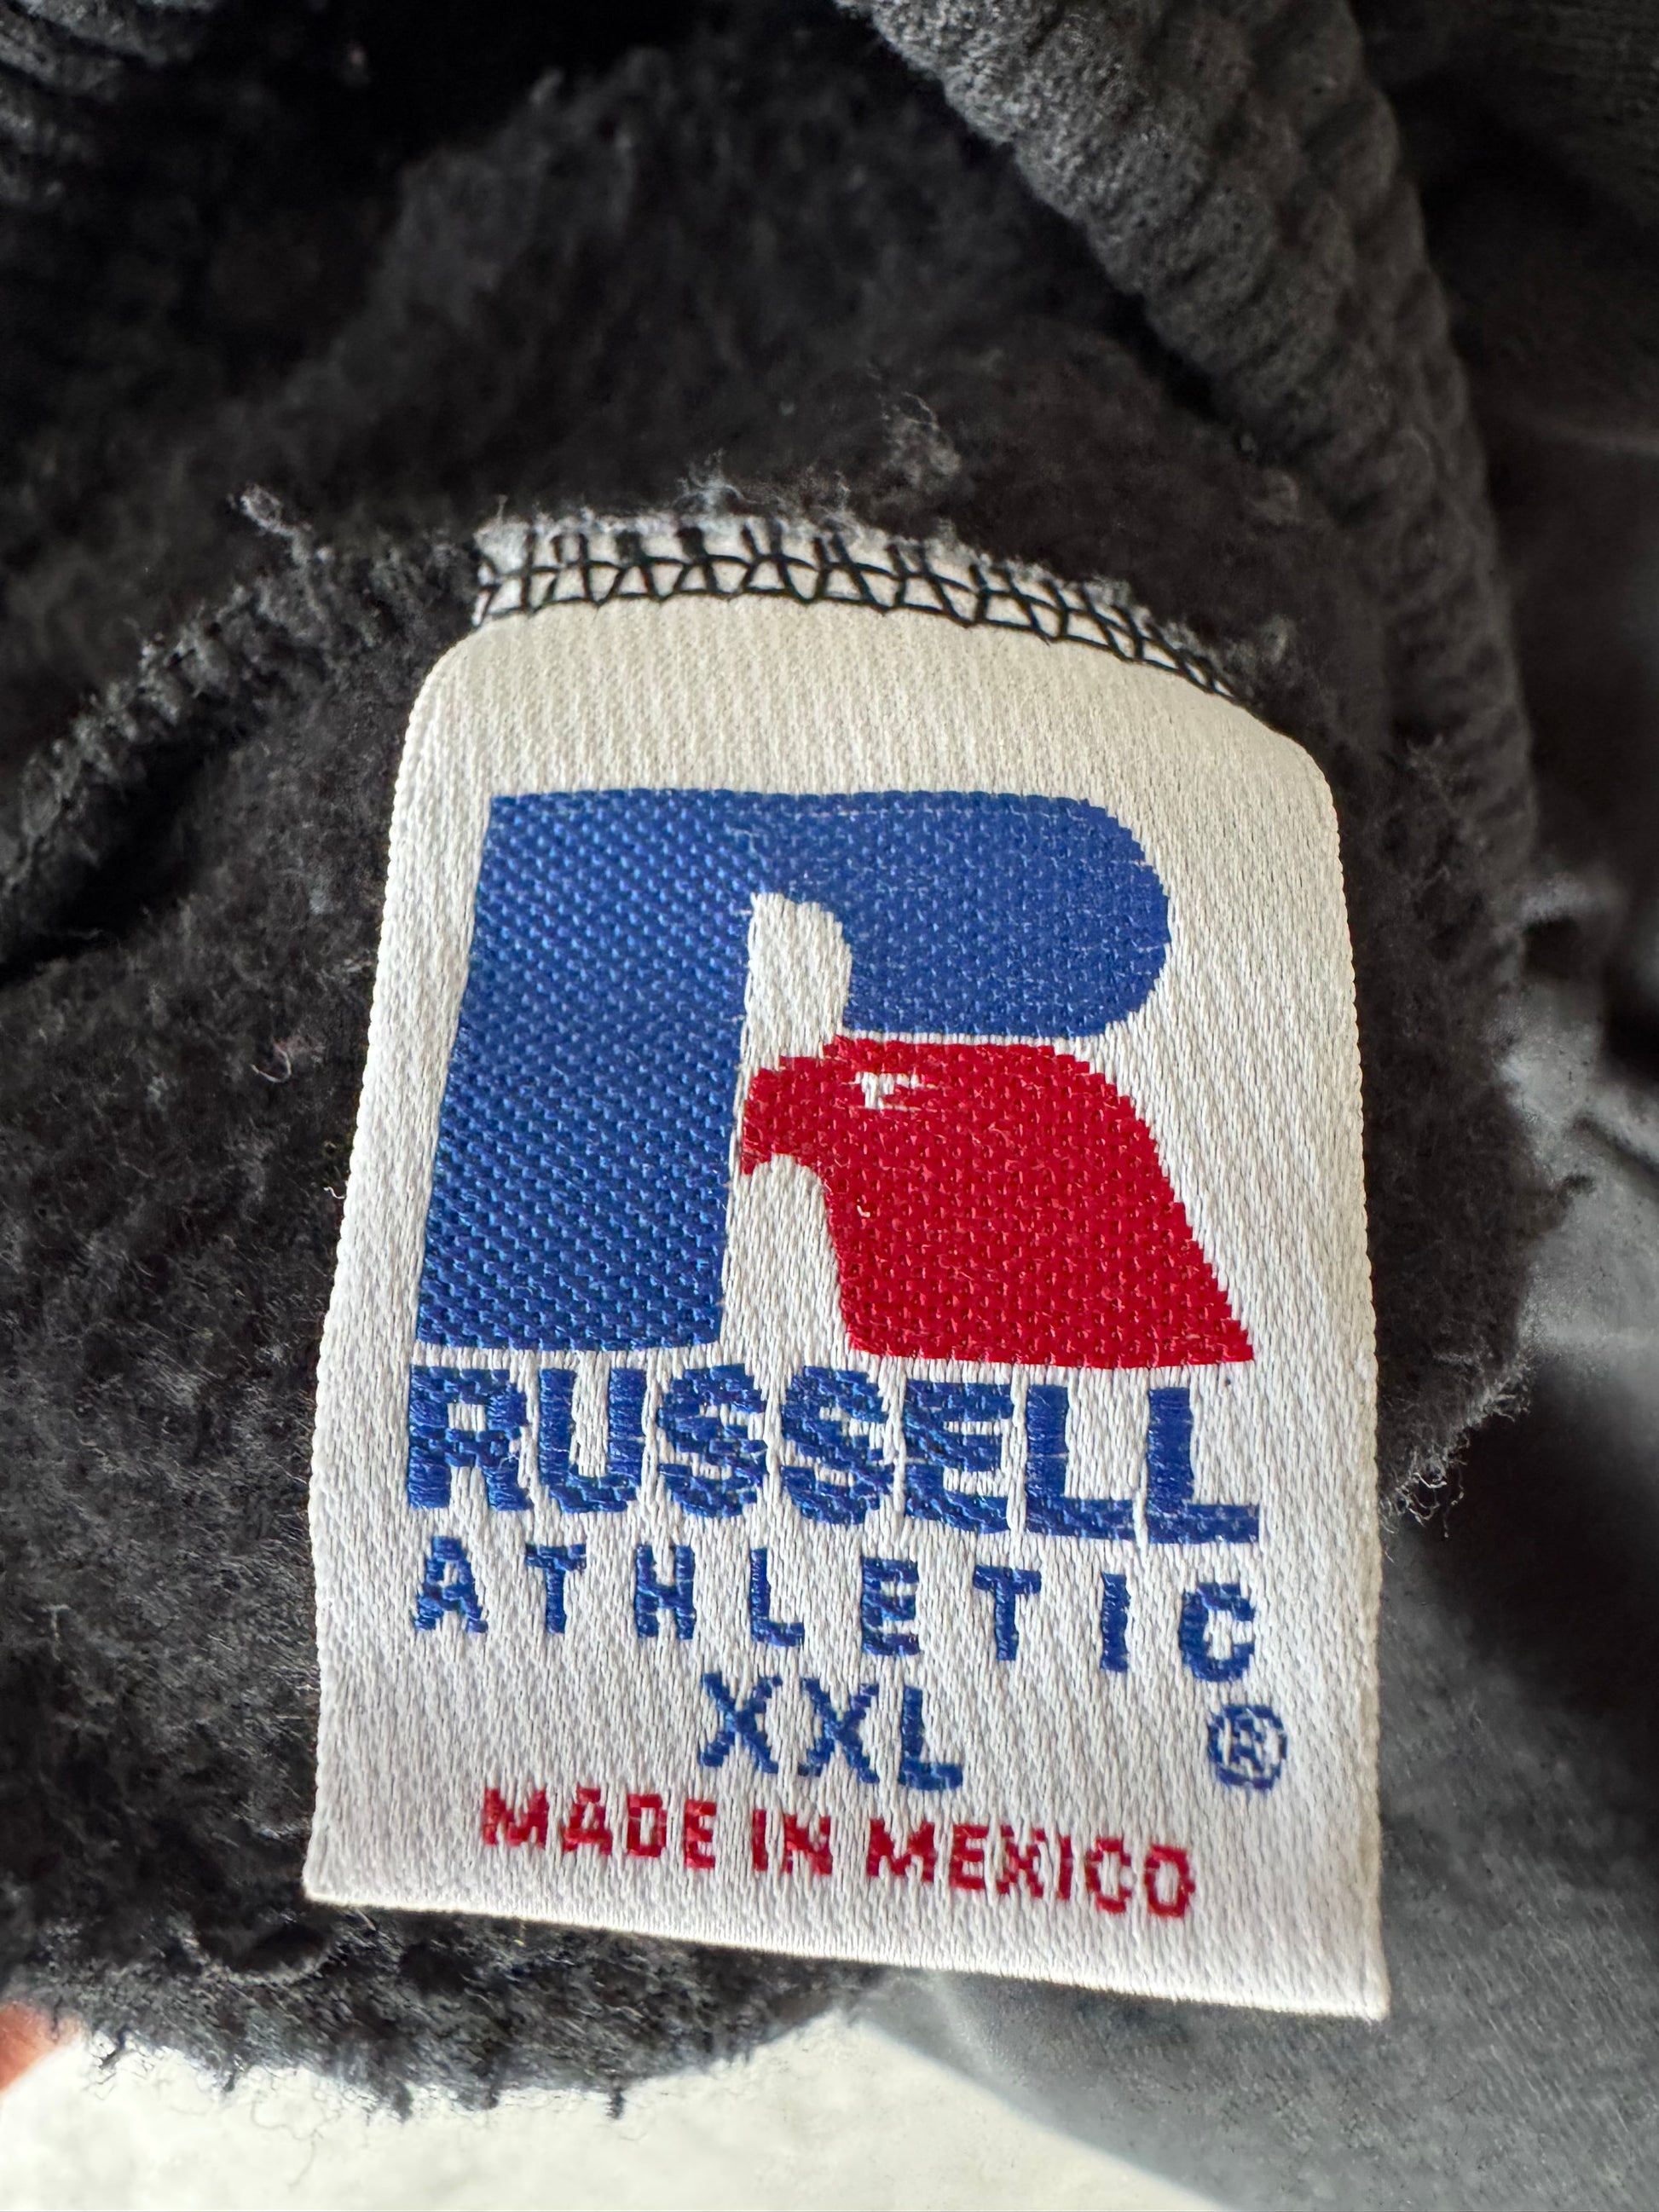 RUSSELL
ATHLETIC
XXL ®
MADE IN MEXICO